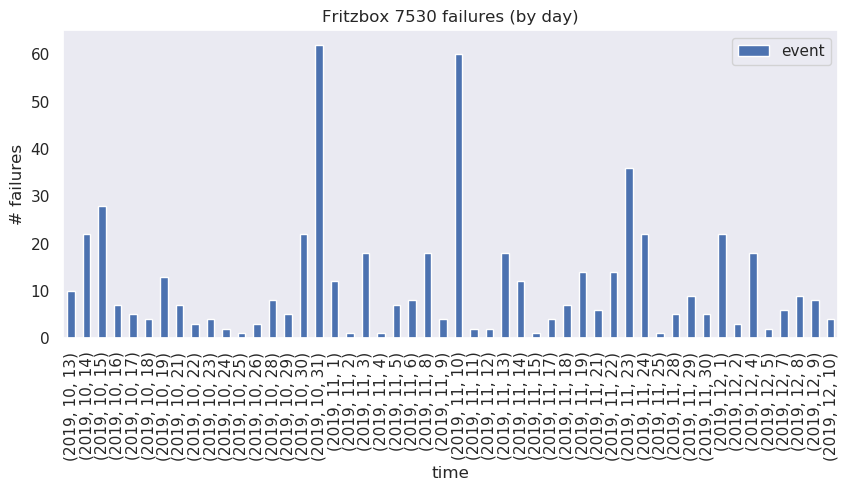 Fritzbox 7530 failures (by day)
event
# failures
60
50
40
30
20
10
0
(2019, 10, 13)
(2019, 10, 14)
(2019, 10, 15)
(2019, 10, 16)
(2019, 10, 17)
(2019, 10, 18)
(2019, 10, 19)
(2019, 10, 21)
(2019, 10, 22)
(2019, 10, 23)
(2019, 10, 24)
(2019, 10, 25)
(2019, 10, 26)
(2019, 10, 28)
(2019, 10, 29)
(2019, 10, 30)
(2019, 10, 31)
(2019, 11, 1)
(2019, 11, 2)
(2019, 11, 3)
(2019, 11, 4)
(2019, 11, 5)
(2019, 11, 6)
(2019, 11, 8)
(2019, 11, 9)
(2019, 11, 10)
(2019, 11, 11)
(2019, 11, 12)
(2019, 11, 13)
(2019, 11, 14)
(2019, 11, 15)
(2019, 11, 17)
(2019, 11, 18)
(2019, 11, 19)
(2019, 11, 21)
(2019, 11, 22)
(2019, 11, 23)
(2019, 11, 24)
(2019, 11, 25)
(2019, 11, 28)
(2019, 11, 29)
(2019, 11, 30)
(2019, 12, 1)
(2019, 12, 2)
(2019, 12, 4)
(2019, 12, 5)
(2019, 12, 7)
(2019, 12, 8)
(2019, 12, 9)
(2019, 12, 10)
time